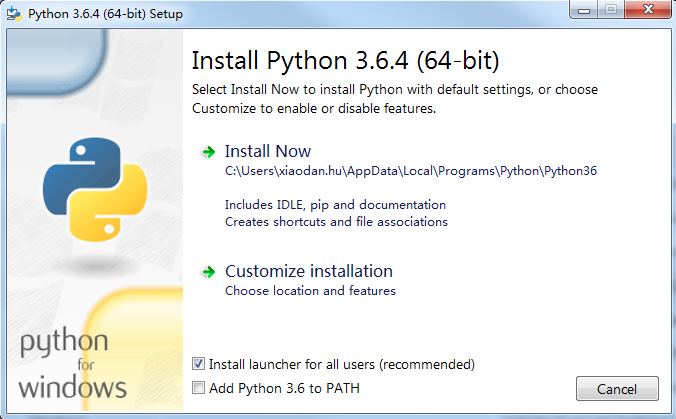 Python 3.6.4 (64-bit) Setup
Install Python 3.6.4 (64-bit)
Select Install Now to install Python with default settings, or choose
Customize to enable or disable features.
Install Now
C:\Users\xiaodan.hu\AppData\Local\Programs\Python\Python36
Includes IDLE, pip and documentation
Creates shortcuts and file associations
Customize installation
Choose location and features
python
for
windows
Install launcher for all users (recommended)
Add Python 3.6 to PATH
Cancel